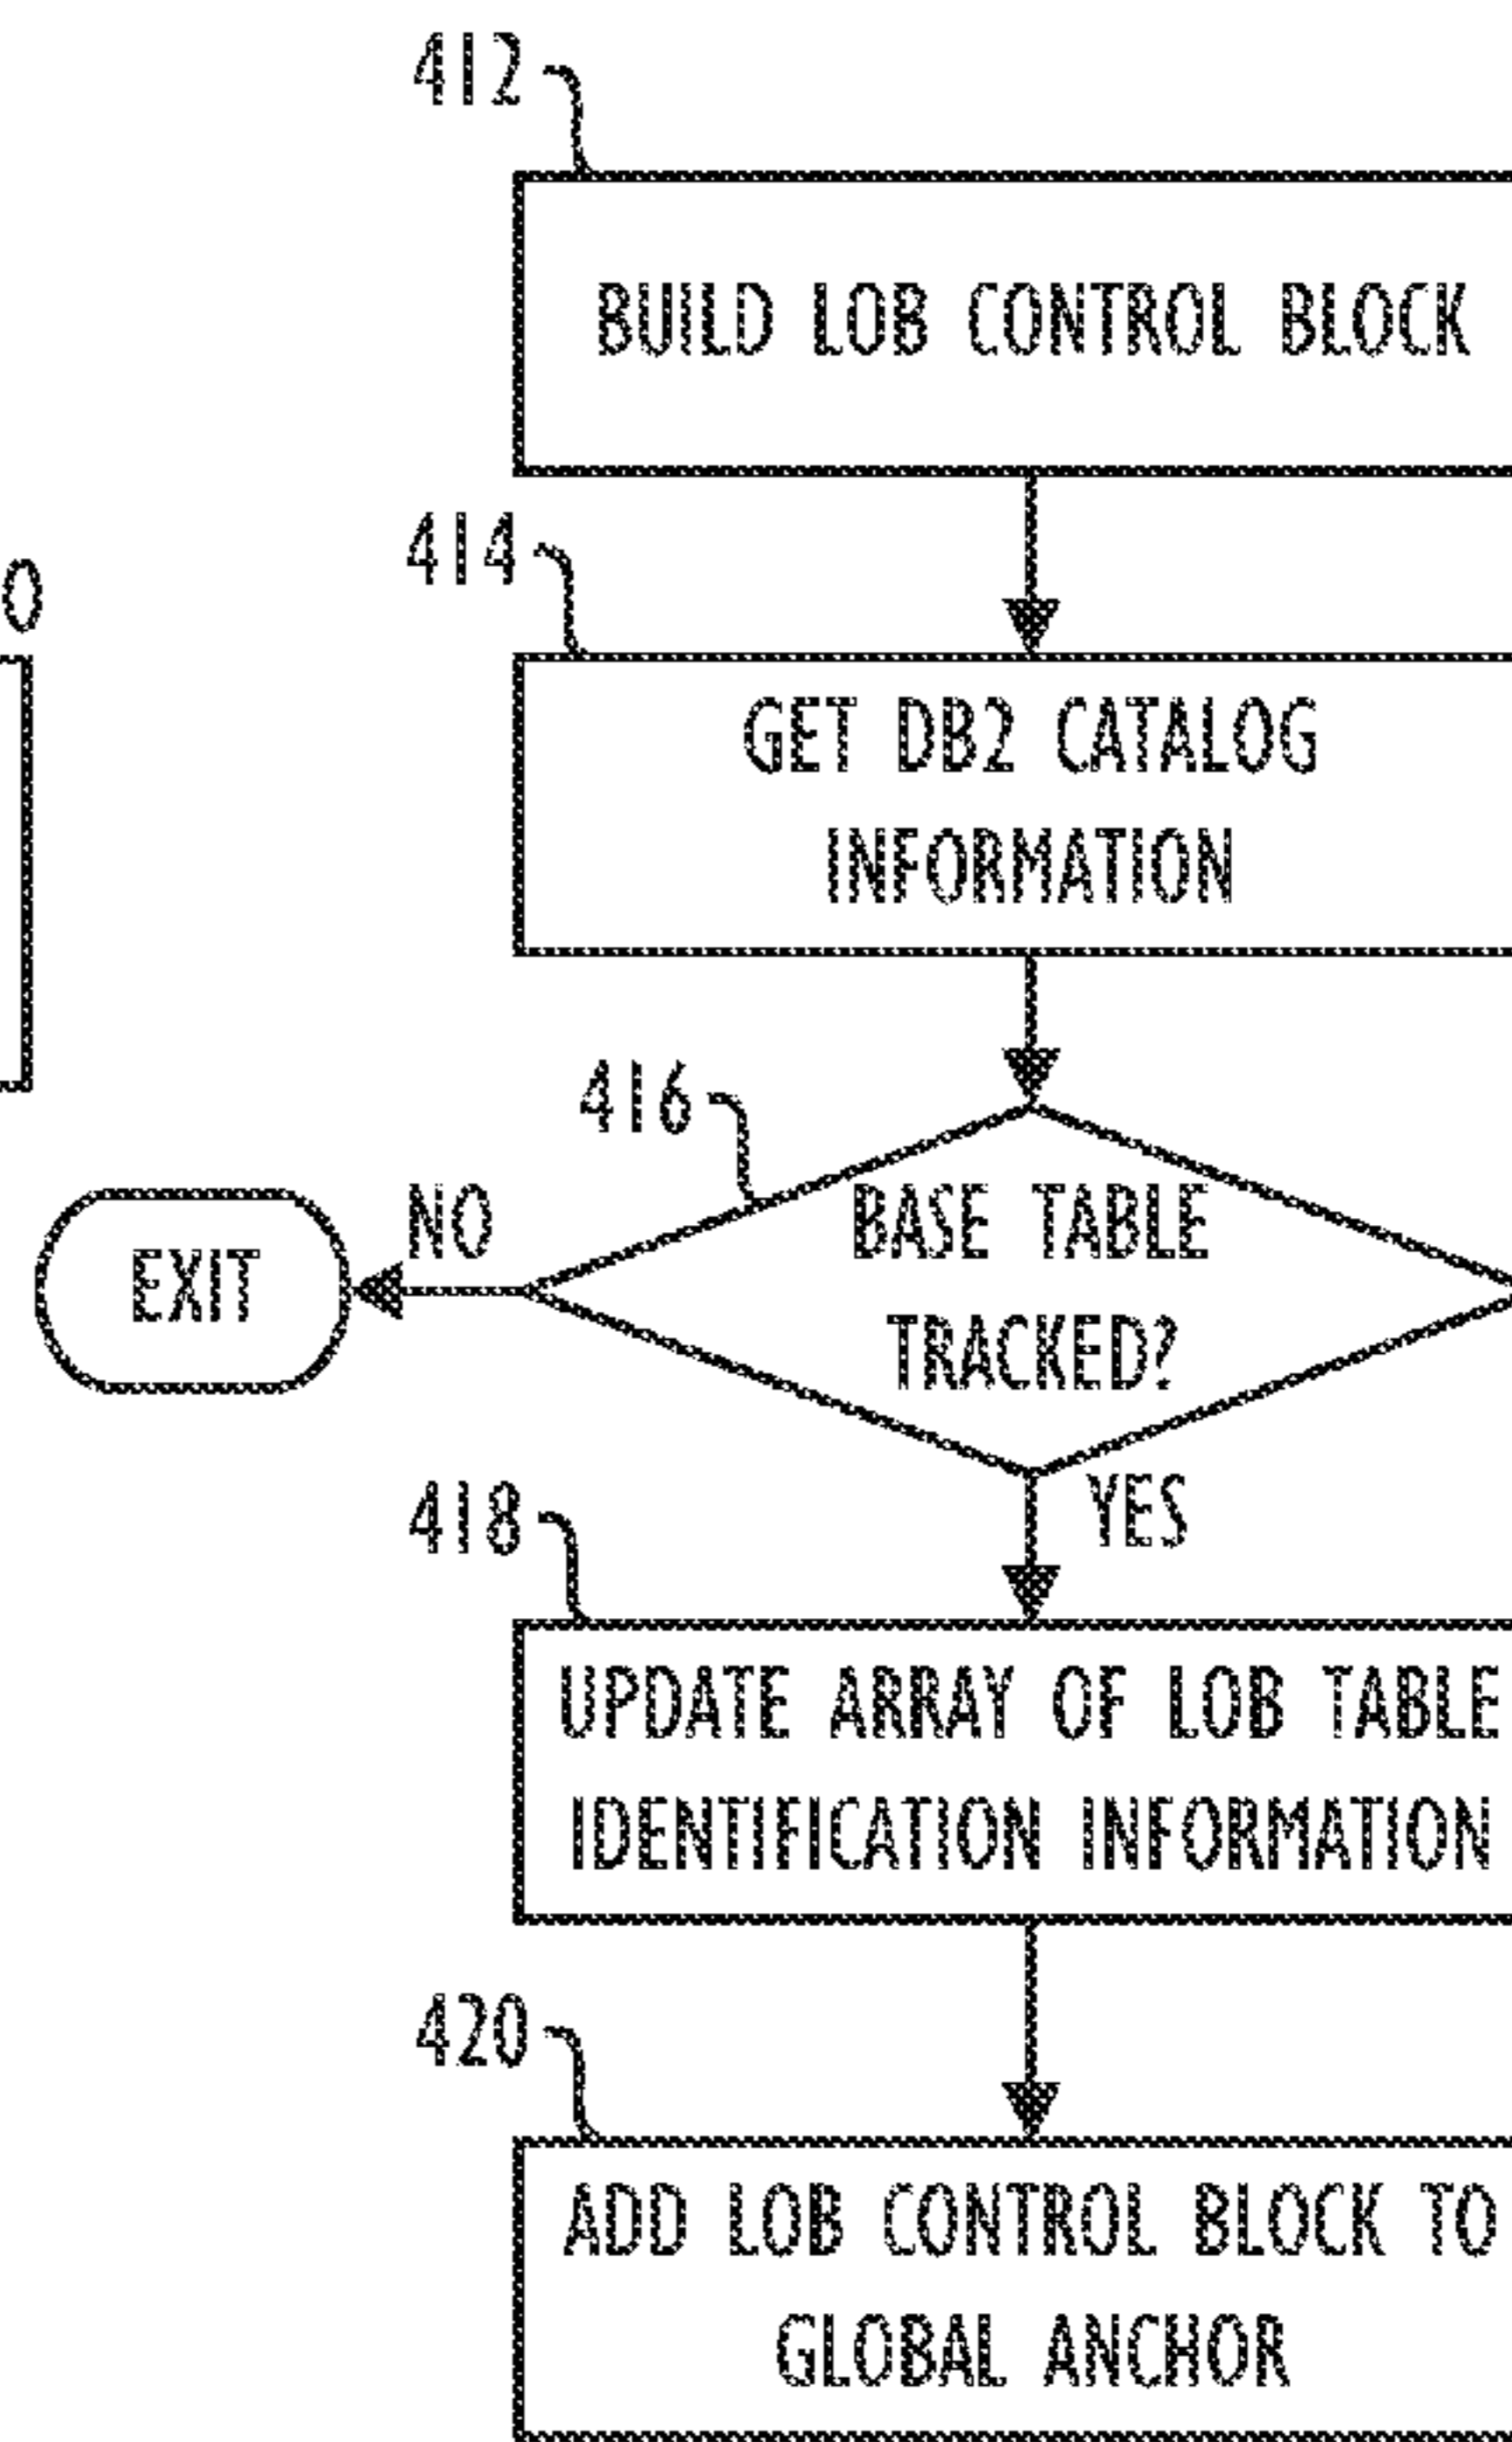 412
BUILD LOB CONTROL BLOCK
414
0
GET DB2 CATALOG
INFORMATION
416
NO
BASE TABLE
EXIT
TRACKED?
YES
418
UPDATE ARRAY OF LOB TABLE
IDENTIFICATION INFORMATION
420
ADD LOB CONTROL BLOCK TO
GLOBAL ANCHOR